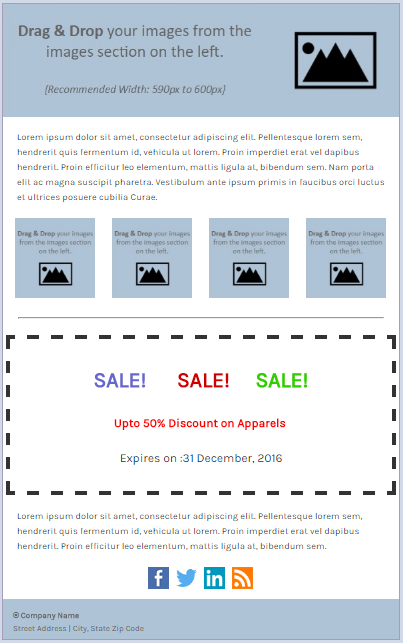 Drag & Drop your images from the
images section on the left.
(Recommended Width: 590px to 600px)
Lorem ipsum dolor sit amet, consectetur adipiscing elit. Pellentesque lorem sem,
hendrerit quis fermentum id, vehicula ut lorem. Proin imperdiet erat vel dapibus
hendrerit. Proin efficitur leo elementum, mattis ligula at, bibendum sem. Nam porta
elit ac magna suscipit pharetra. Vestibulum ante ipsum primis in faucibus orci luctus
et ultrices posuere cubilia Curae.
Drag & Drop your images
from the images section
on the left.
Drag & Drop your images
from the images section
on the left.
Drag & Drop your images
from the images section
on the left.
Drag & Drop your images
from the images section
on the left.
SALE! SALE! SALE!
Upto 50% Discount on Apparels
Expires on :31 December, 2016
Lorem ipsum dolor sit amet, consectetur adipiscing elit. Pellentesque lorem sem,
hendrerit quis fermentum id, vehicula ut lorem. Proin imperdiet erat vel dapibus
hendrerit. Proin efficitur leo elementum, mattis ligula at, bibendum sem.
f in
® Company Name
Street Address | City, State Zip Code